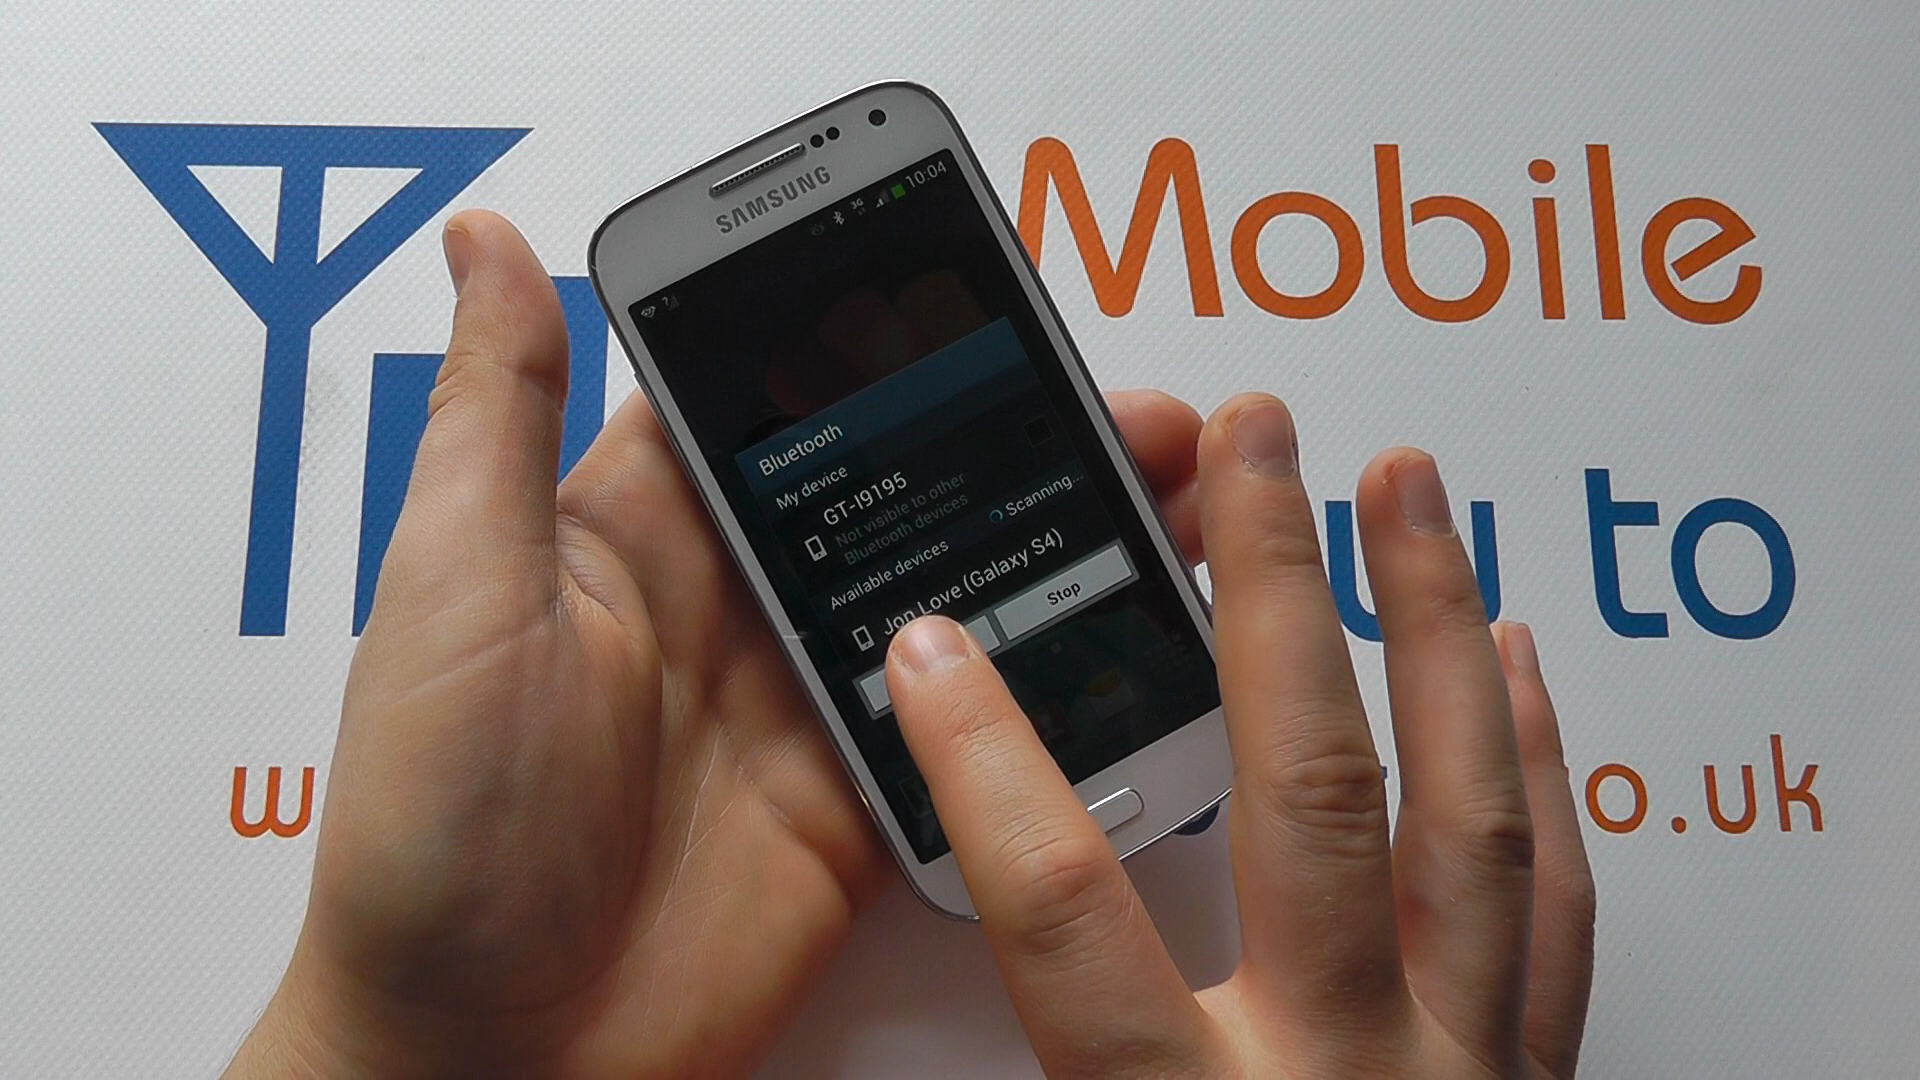 Mobile
to
w
o.uk
SAMSUNG
3G
10:04
Bluetooth
My device
GT-I9195
Not visible to other
Bluetooth devices
Scanning...
Available devices
Jon Love (Galaxy S4)
Stop